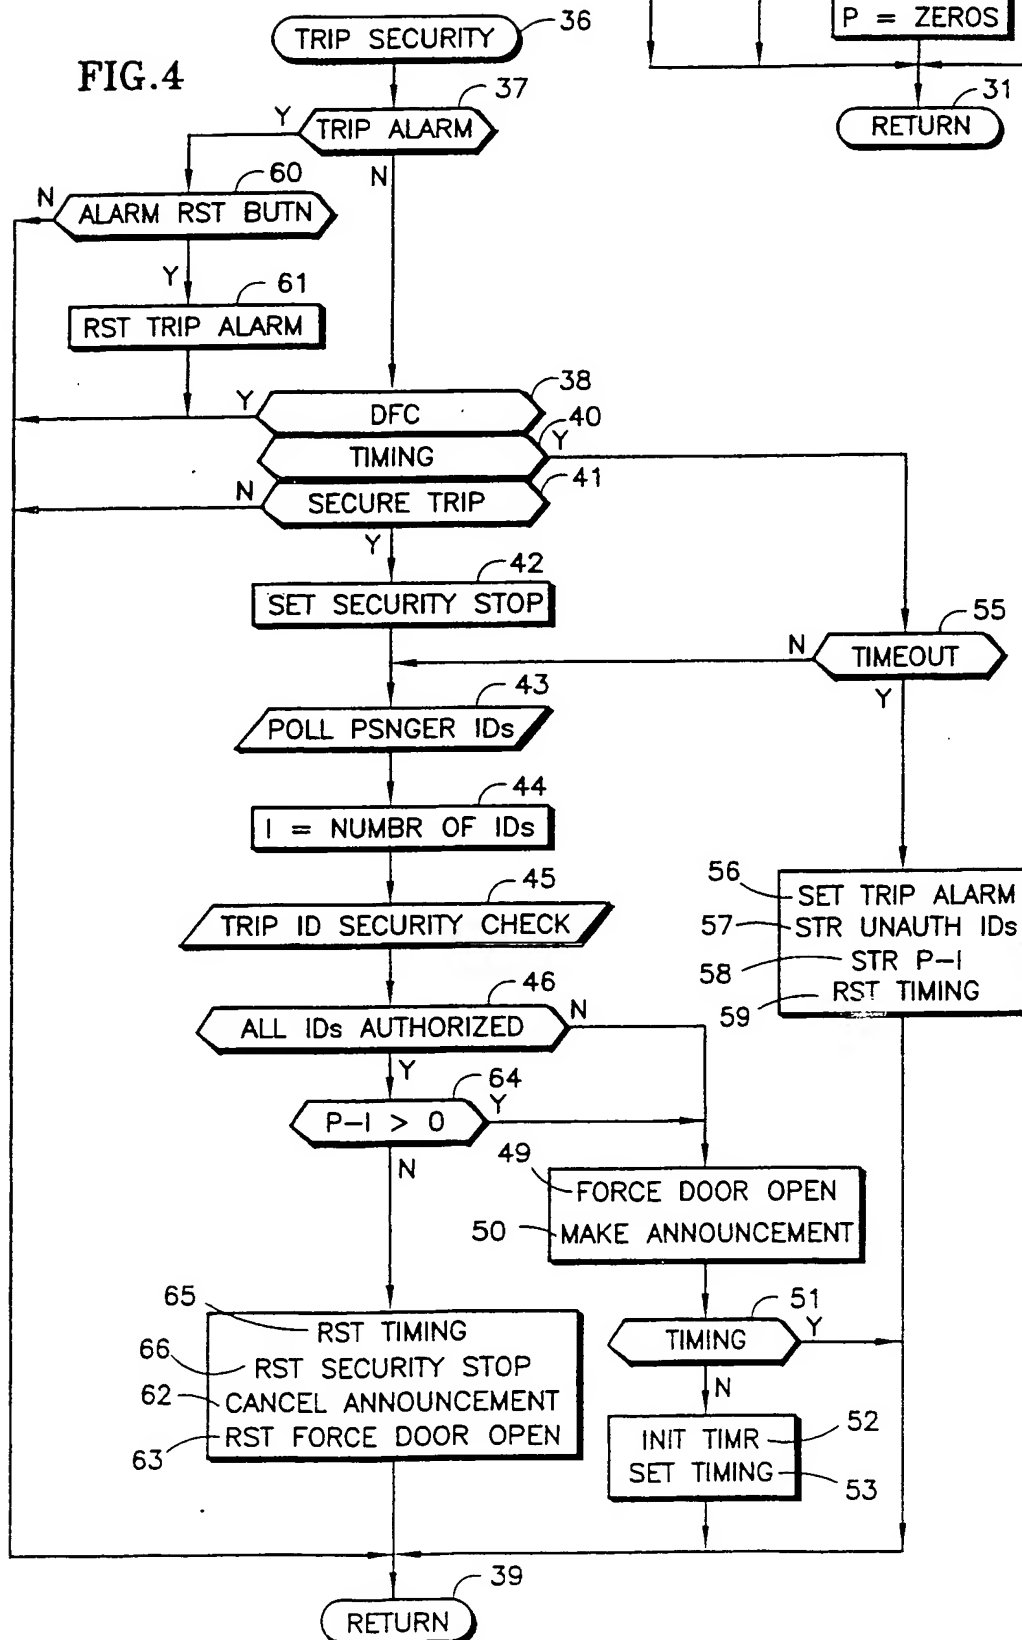 P = ZEROS
31
RETURN
FIG.4
TRIP SECURITY
36
37
TRIP ALARM
Y
N
60
N
ALARM RST BUTN
Y
61
RST TRIP ALARM
38
Y
DFC
40
TIMING
Y
41
N
SECURE TRIP
Y
42
SET SECURITY STOP
55
N
TIMEOUT
Y
43
POLL PSNGER IDs
44
I = NUMBR OF IDs
45
TRIP ID SECURITY CHECK
56
SET TRIP ALARM
57
STR UNAUTH IDs
58
STR P-I
59
RST TIMING
46
ALL IDs AUTHORIZED
N
Y
64
P-I > 0
Y
N
49
FORCE DOOR OPEN
50
MAKE ANNOUNCEMENT
51
TIMING
Y
N
65
RST TIMING
66
RST SECURITY STOP
62
CANCEL ANNOUNCEMENT
63
RST FORCE DOOR OPEN
INIT TIMR
52
SET TIMING
53
39
RETURN